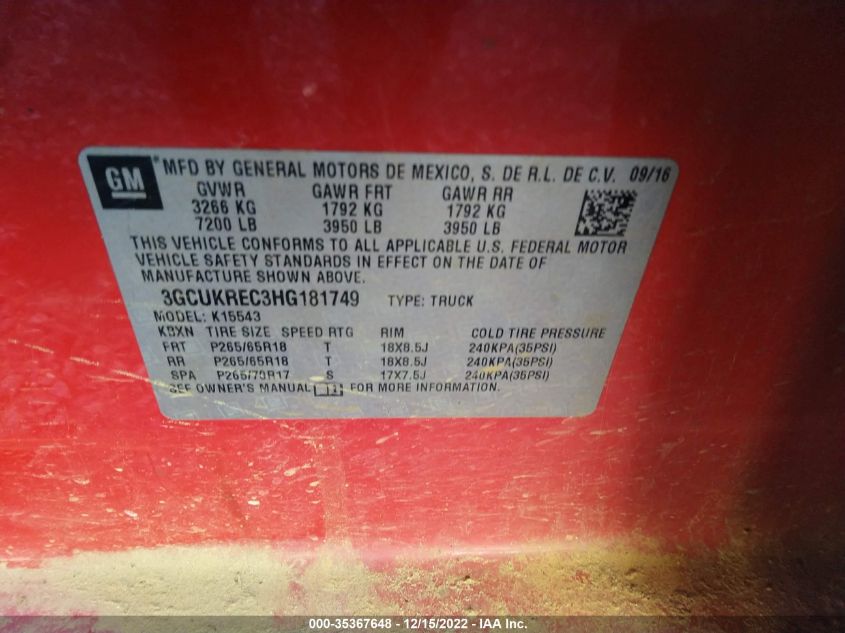 GM® MFD BY GENERAL MOTORS DE MEXICO, S. DE R.L. DE C.V. 09/16
GVWR GAWR FRT GAWR RR
3266 KG 1792 KG 1792 KG
7200 LB 3950 LB 3950 LB
THIS VEHICLE CONFORMS TO ALL APPLICABLE U.S. FEDERAL MOTOR
VEHICLE SAFETY STANDARDS IN EFFECT ON THE DATE OF
MANUFACTURE SHOWN ABOVE.
3GCUKREC3HG181749 TYPE: TRUCK
MODEL: K15543
KBXN TIRE SIZE SPEED RTG RIM COLD TIRE PRESSURE
FRT P265/65R18 T 18X8.5J 240KPA(35PSI)
RR P265/65R18 T 18X8.5J 240KPA(35PSI)
SPA P265/70R17 S 17X7.5J 240KPA(35PSI)
SEE OWNER'S MANUAL FOR MORE INFORMATION.
000-35367648 - 12/15/2022 - IAA Inc.